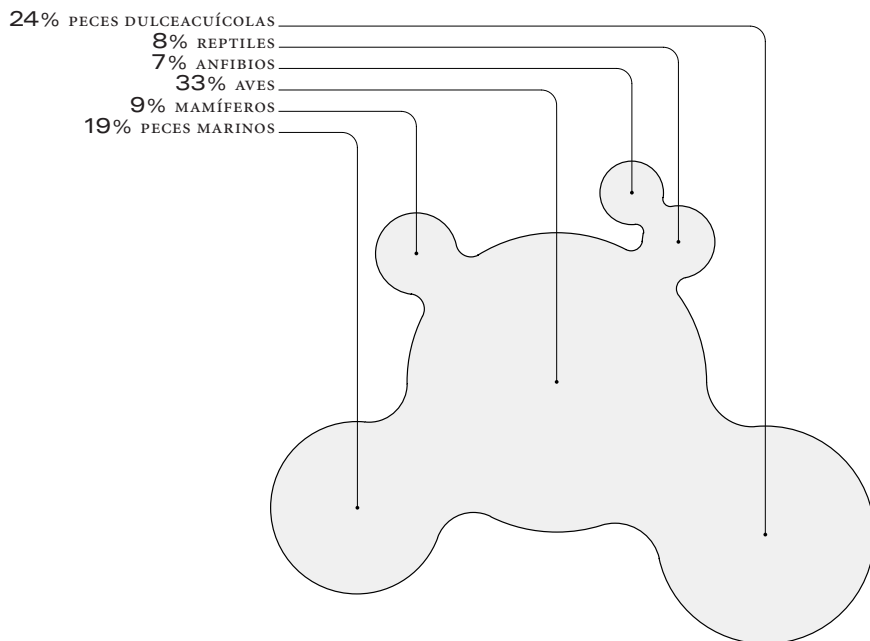 24% PECES DULCEACUÍCOLAS
8% REPTILES
7% ANFIBIOS
33% AVES
9% MAMÍFEROS
19% PECES MARINOS